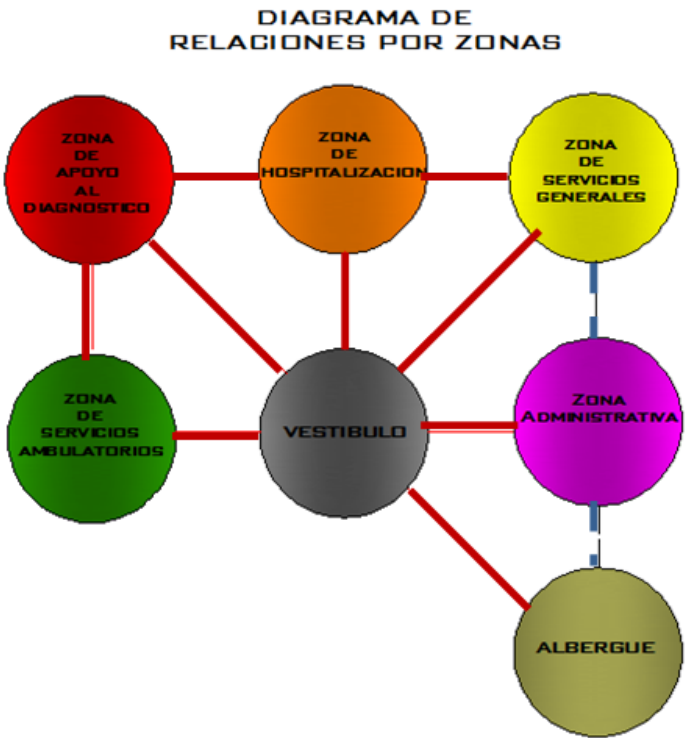 DIAGRAMA DE
RELACIONES POR ZONAS
ZONA
DE
APOYO
AL
DIAGNOSTICO
ZONA
DE
HOSPITALIZACION
ZONA
DE
SERVICIOS
GENERALES
ZONA
DE
SERVICIOS
AMBULATORIOS
VESTIBULO
ZONA
ADMINISTRATIVA
ALBERGUE